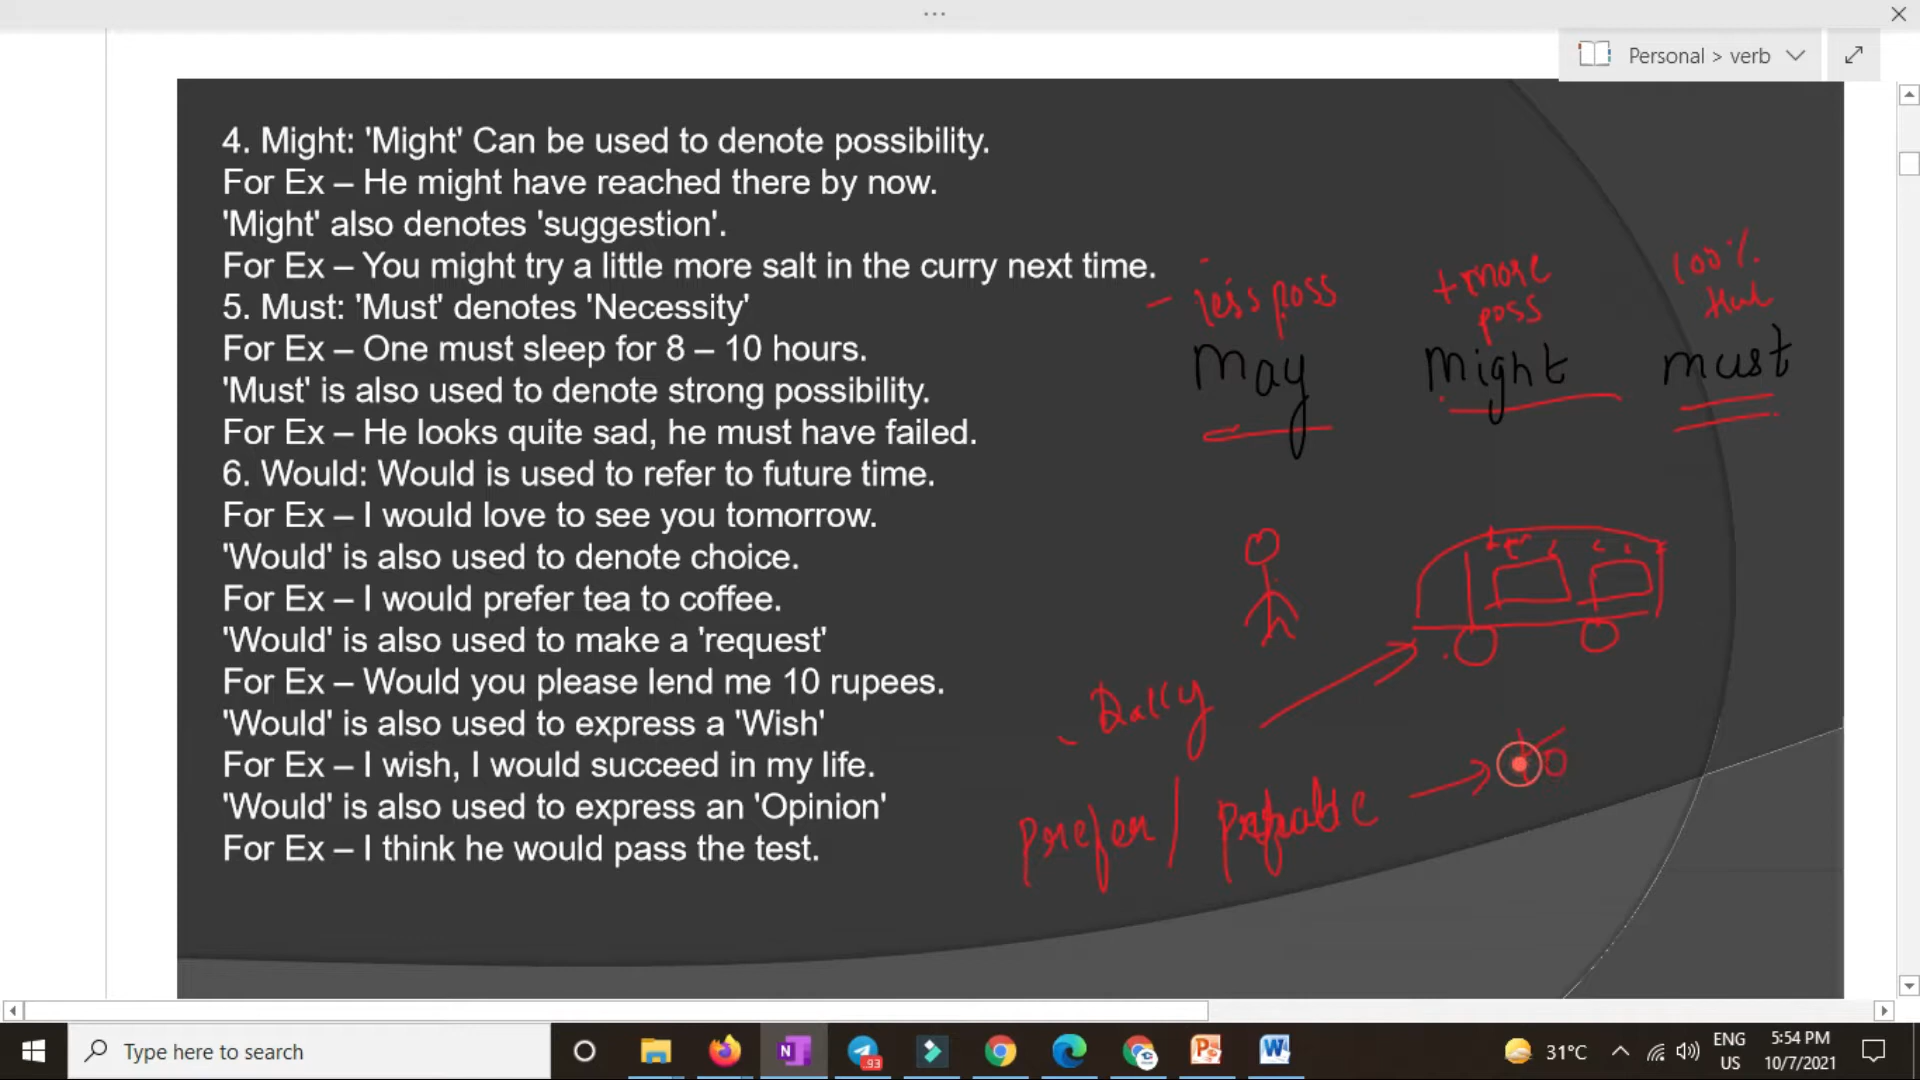 Personal > verb
4. Might: 'Might' Can be used to denote possibility.
For Ex – He might have reached there by now.
'Might' also denotes 'suggestion'.
For Ex – You might try a little more salt in the curry next time.
5. Must: 'Must' denotes 'Necessity'
For Ex – One must sleep for 8 – 10 hours.
'Must' is also used to denote strong possibility.
For Ex – He looks quite sad, he must have failed.
6. Would: Would is used to refer to future time.
For Ex – I would love to see you tomorrow.
'Would' is also used to denote choice.
For Ex – I would prefer tea to coffee.
'Would' is also used to make a 'request'
For Ex – Would you please lend me 10 rupees.
'Would' is also used to express a 'Wish'
For Ex – I wish, I would succeed in my life.
'Would' is also used to express an 'Opinion'
For Ex – I think he would pass the test.
- less poss
+ more
poss
100%
May
Might
must
prefer /
to
Type here to search
93
31°C
ENG
US
5:54 PM
10/7/2021